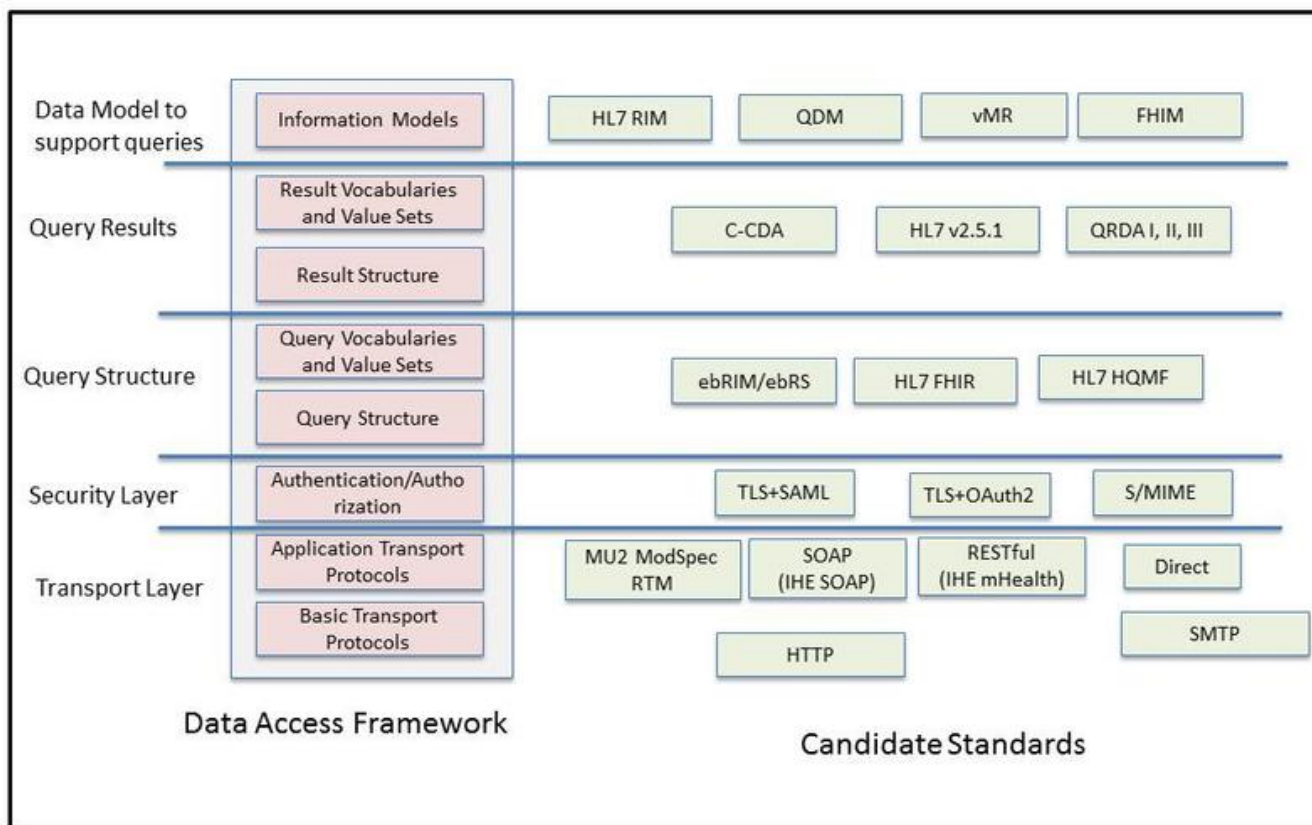 Data Model to
support queries
Information Models
HL7 RIM
QDM
vMR
FHIM
Query Results
Result Vocabularies
and Value Sets
Result Structure
C-CDA
HL7 v2.5.1
QRDA I, II, III
Query Structure
Query Vocabularies
and Value Sets
Query Structure
ebRIM/ebRS
HL7 FHIR
HL7 HQMF
Security Layer
Authentication/Autho
rization
TLS+SAML
TLS+OAuth2
S/MIME
Transport Layer
Application Transport
Protocols
Basic Transport
Protocols
MU2 ModSpec
RTM
SOAP
(IHE SOAP)
RESTful
(IHE mHealth)
Direct
HTTP
SMTP
Data Access Framework
Candidate Standards